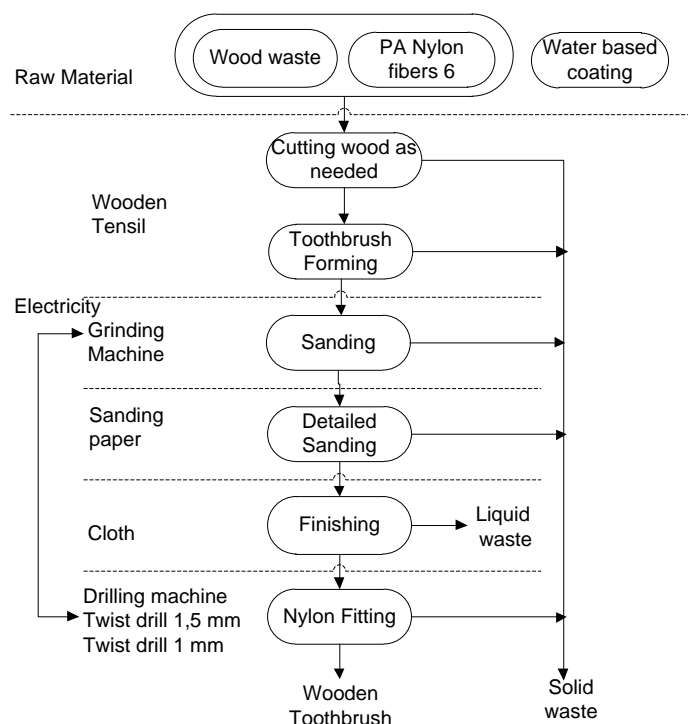 Raw Material
Wood waste
PA Nylon
fibers 6
Water based
coating
Cutting wood as
needed
Wooden
Tensil
Toothbrush
Forming
Electricity
Grinding
Machine
Sanding
Sanding
paper
Detailed
Sanding
Cloth
Finishing
Liquid
waste
Drilling machine
Twist drill 1,5 mm
Twist drill 1 mm
Nylon Fitting
Wooden
Toothbrush
Solid
waste